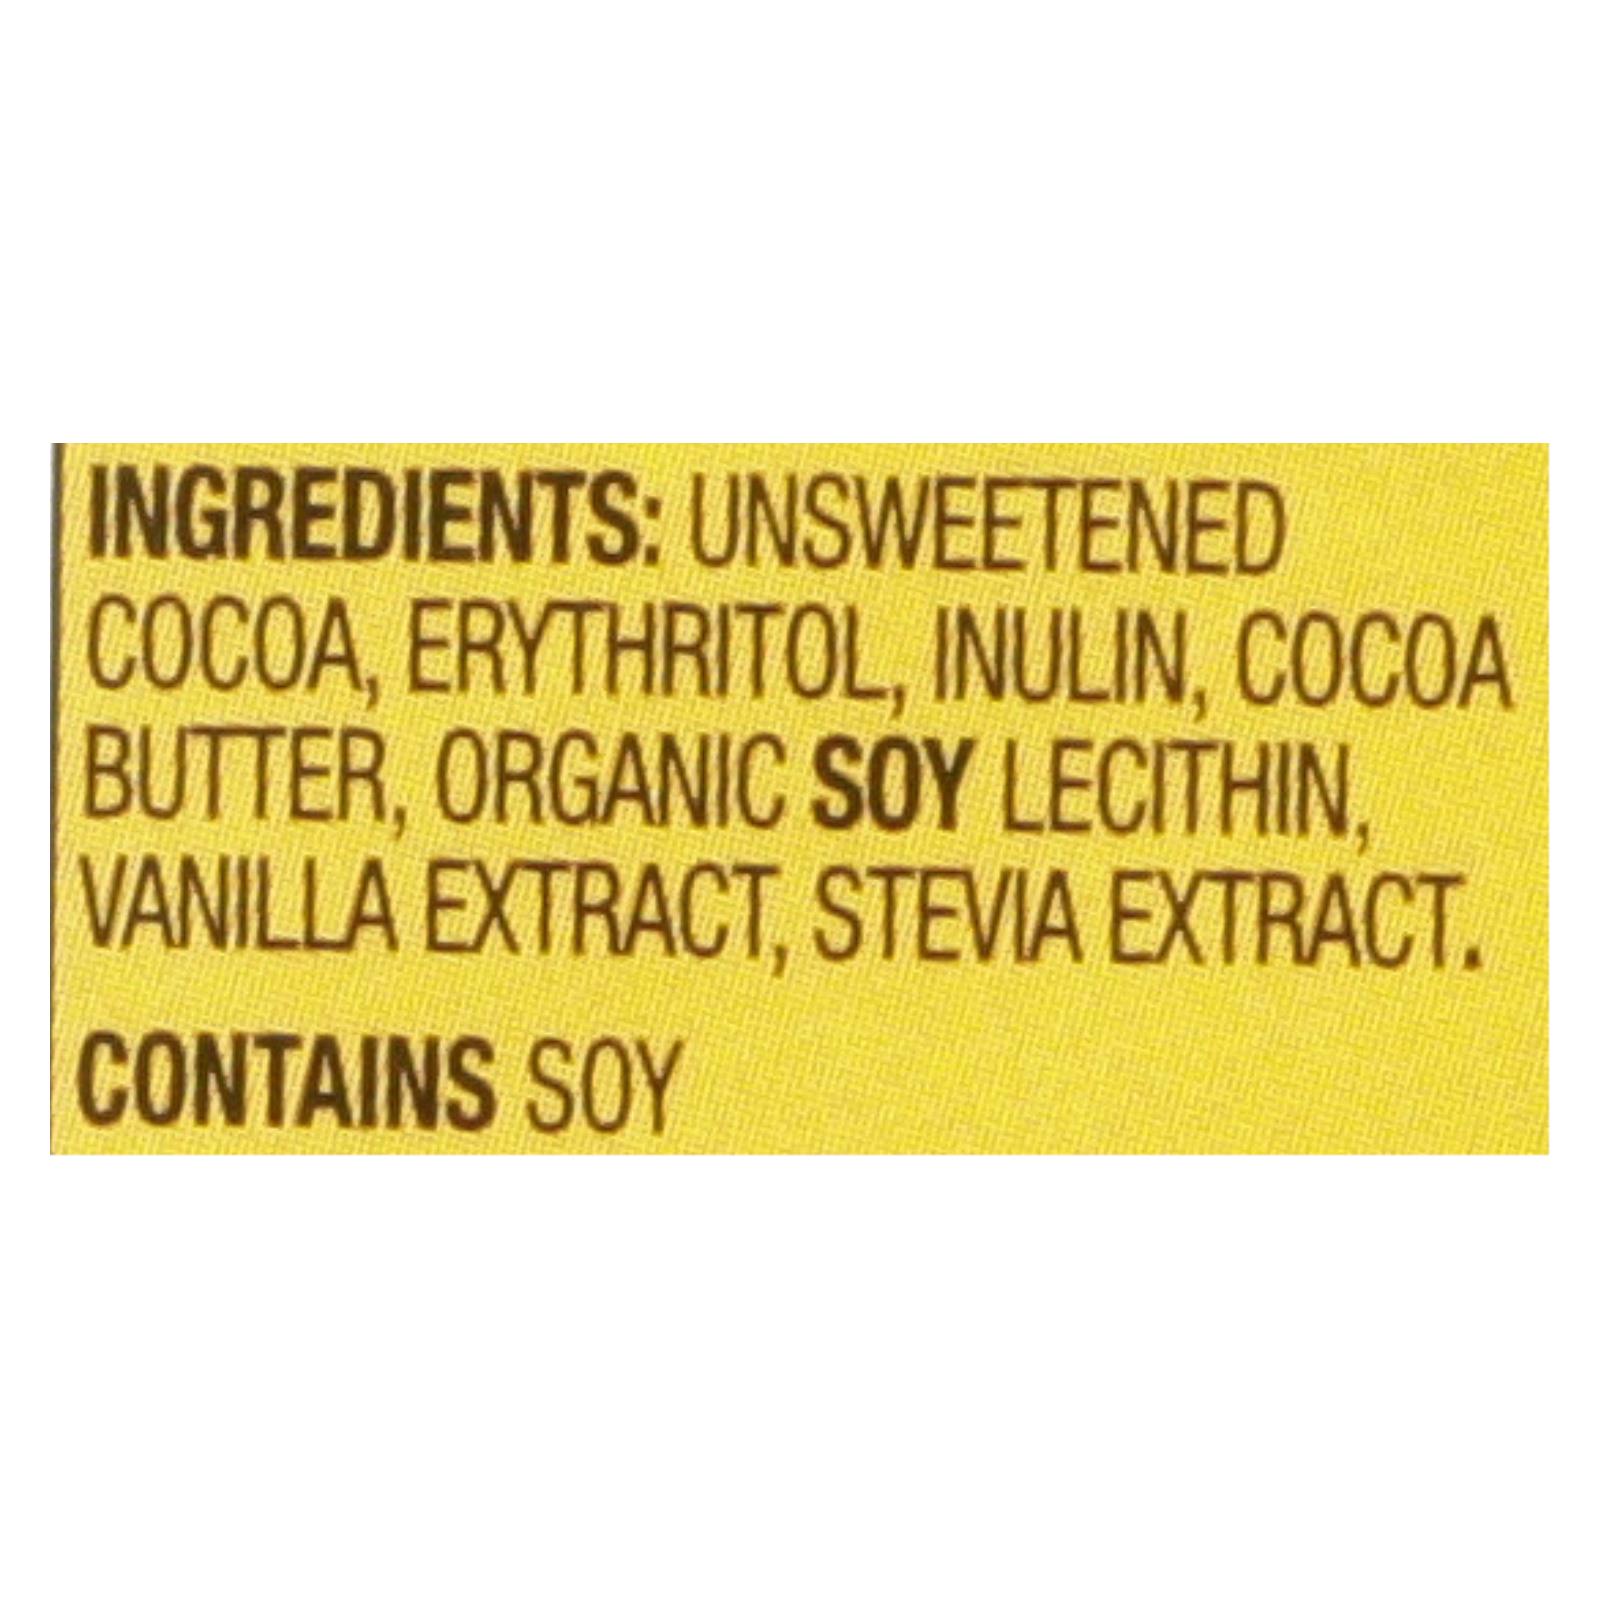 INGREDIENTS: UNSWEETENED
COCOA, ERYTHRITOL, INULIN, COCOA
BUTTER, ORGANIC SOY LECITHIN,
VANILLA EXTRACT, STEVIA EXTRACT.
CONTAINS SOY